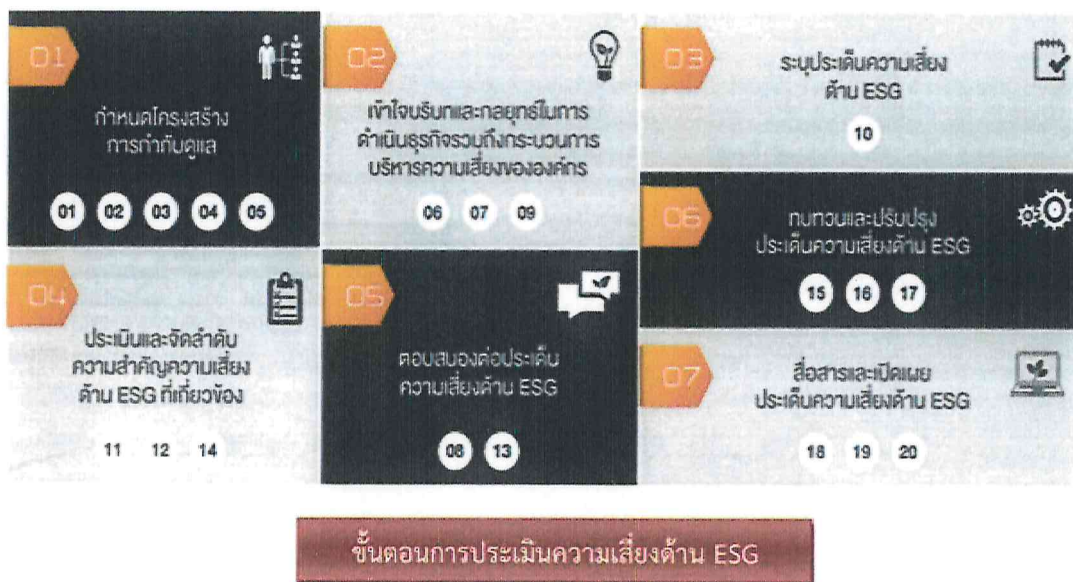 01
กำหนดโครงสร้าง
การกำกับดูแล
01 02 03 04 05
02
เข้าใจบริบทและกลยุทธ์ในการ
ดำเนินธุรกิจรวมถึงกระบวนการ
บริหารความเสี่ยงขององค์กร
06 07 09
03
ระบุประเด็นความเสี่ยง
ด้าน ESG
10
04
ประเมินและจัดลำดับ
ความสำคัญความเสี่ยง
ด้าน ESG ที่เกี่ยวข้อง
11 12 14
05
ตอบสนองต่อประเด็น
ความเสี่ยงด้าน ESG
08 13
06
ทบทวนและปรับปรุง
ประเด็นความเสี่ยงด้าน ESG
15 16 17
07
สื่อสารและเปิดเผย
ประเด็นความเสี่ยงด้าน ESG
18 19 20
ขั้นตอนการประเมินความเสี่ยงด้าน ESG